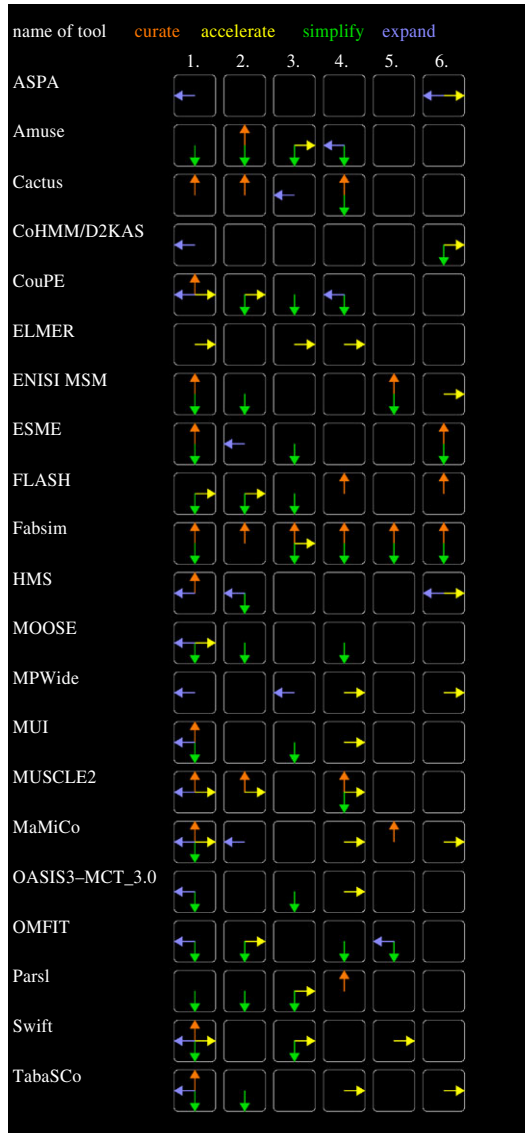 name of tool curate accelerate simplify expand
1. 2. 3. 4. 5. 6.
ASPA
Amuse
Cactus
CoHMM/D2KAS
CouPE
ELMER
ENISI MSM
ESME
FLASH
Fabsim
HMS
MOOSE
MPWide
MUI
MUSCLE2
MaMiCo
OASIS3–MCT_3.0
OMFIT
Parsl
Swift
TabaSCo